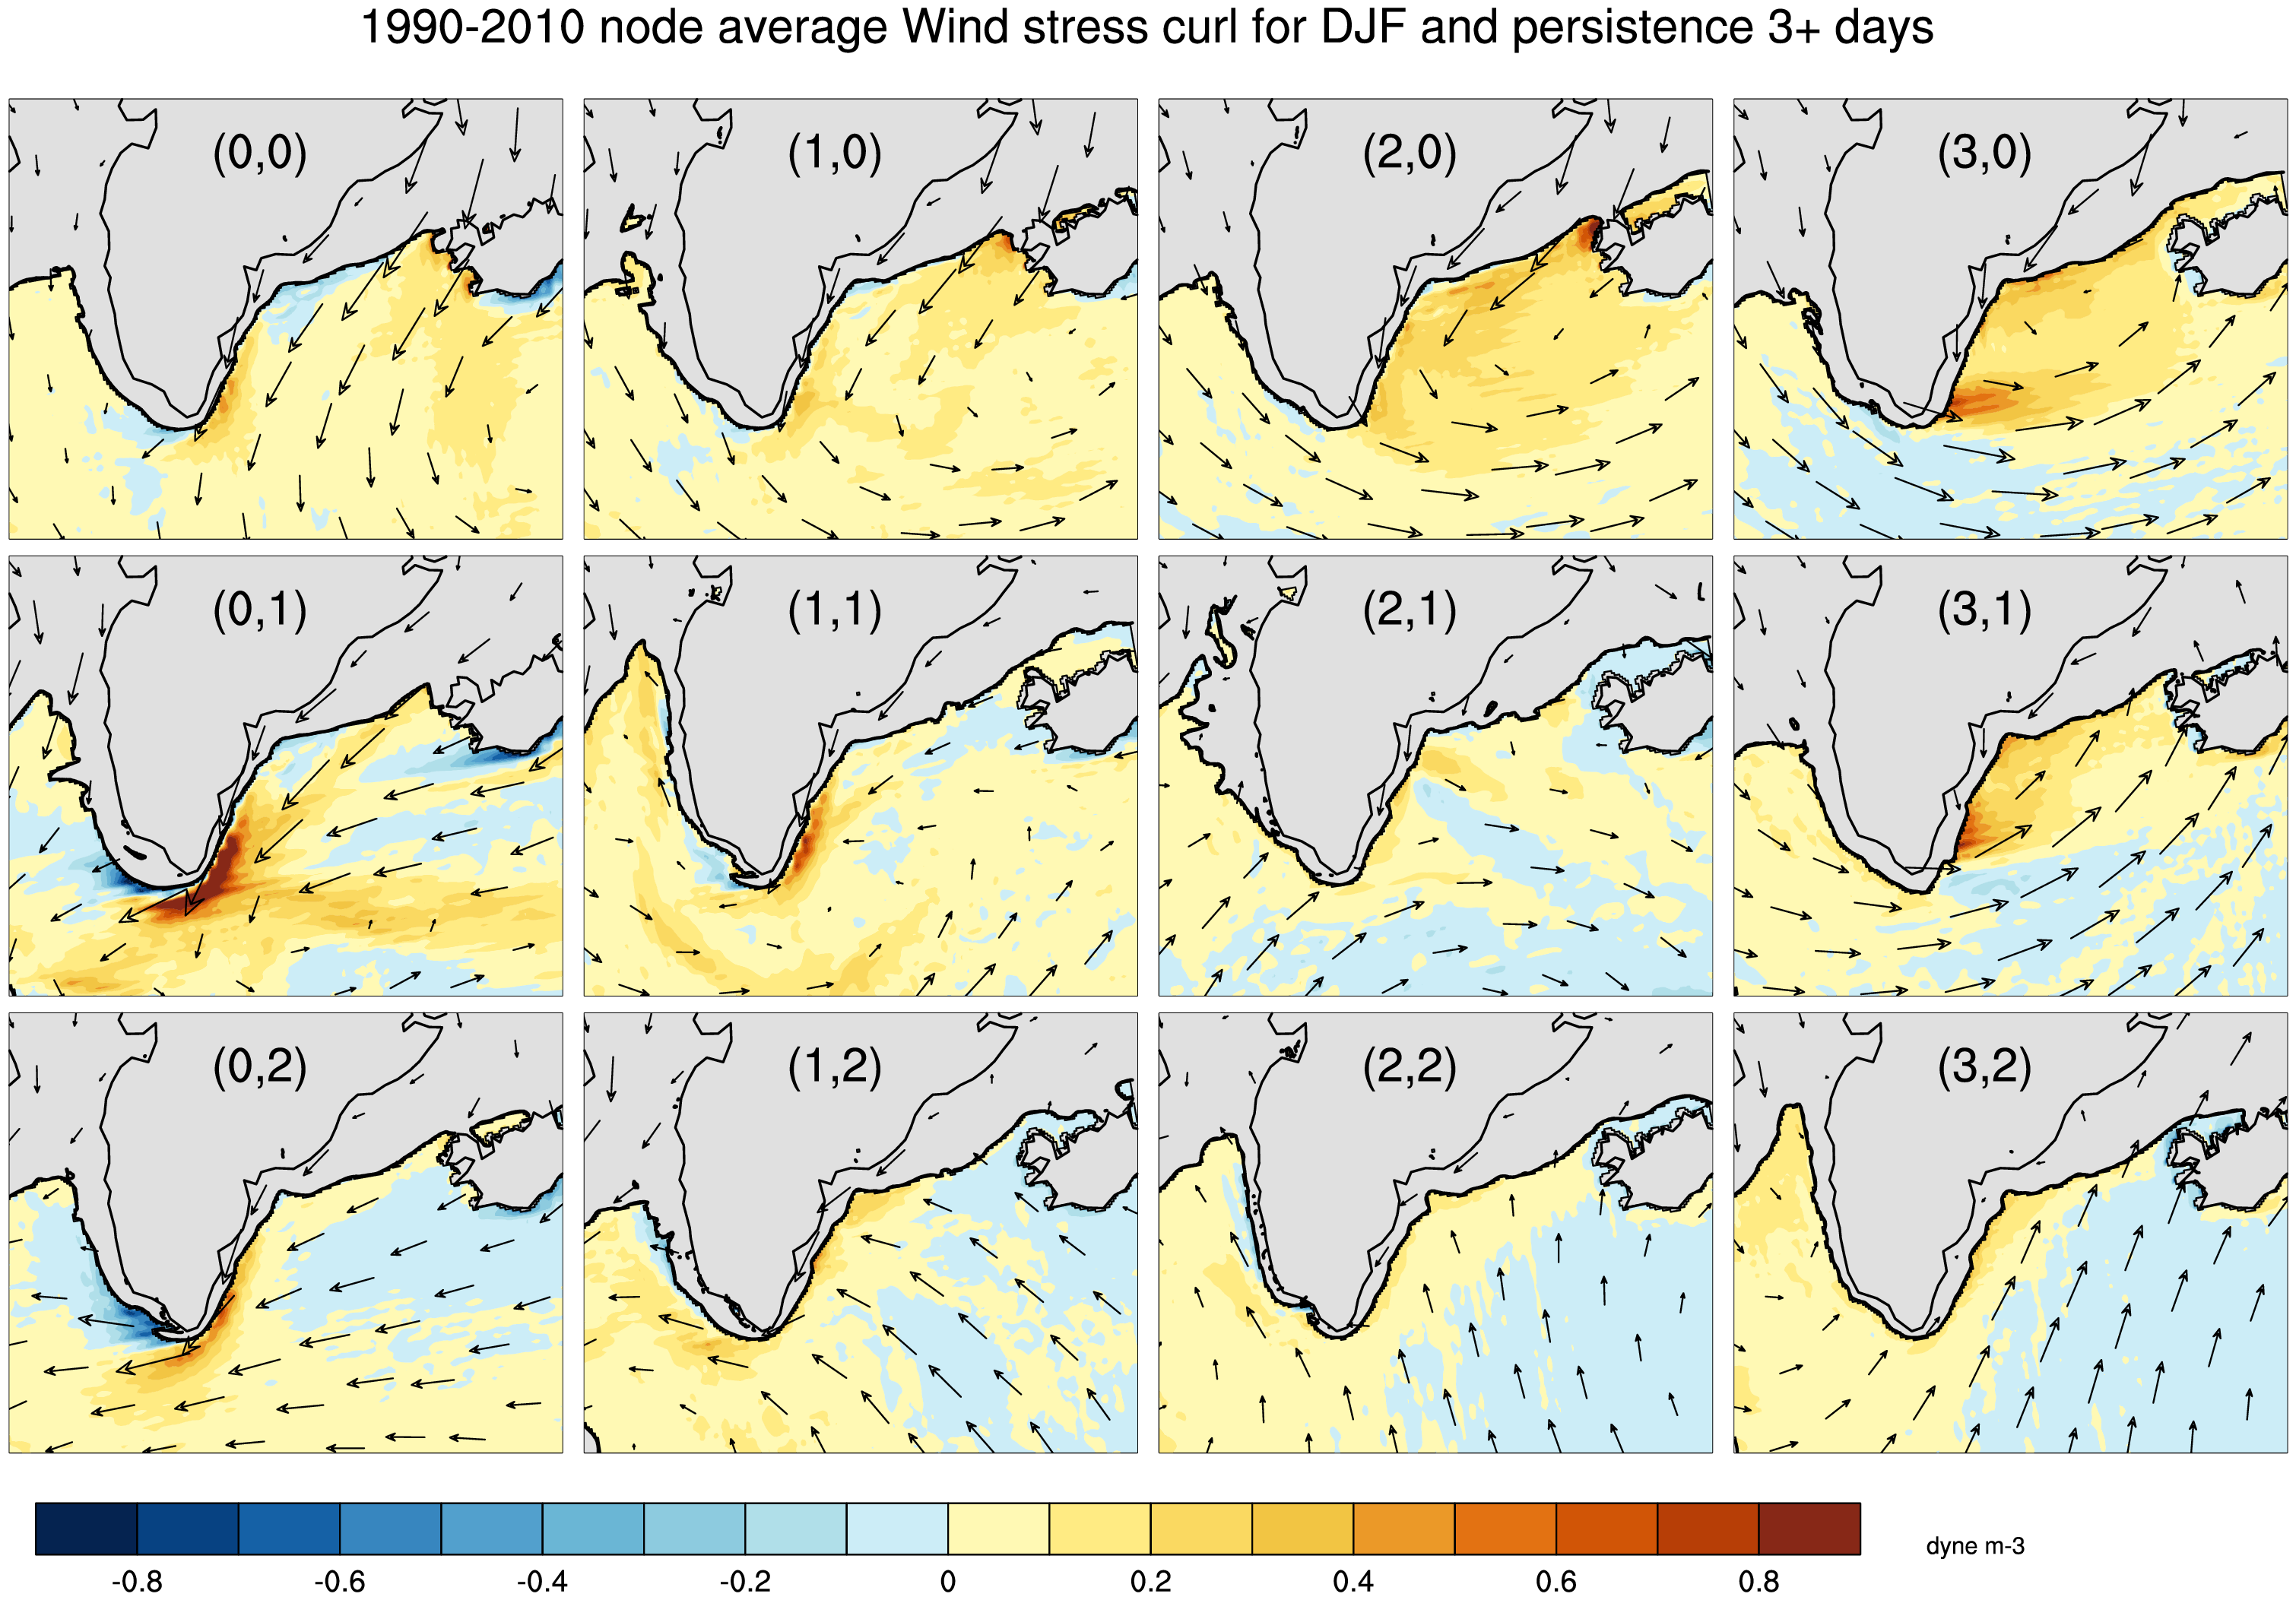 1990-2010 node average Wind stress curl for DJF and persistence 3+ days
(0,0) (1,0) (2,0) (3,0)
(0,1) (1,1) (2,1) (3,1)
(0,2) (1,2) (2,2) (3,2)
dyne m-3
-0.8 -0.6 -0.4 -0.2 0 0.2 0.4 0.6 0.8